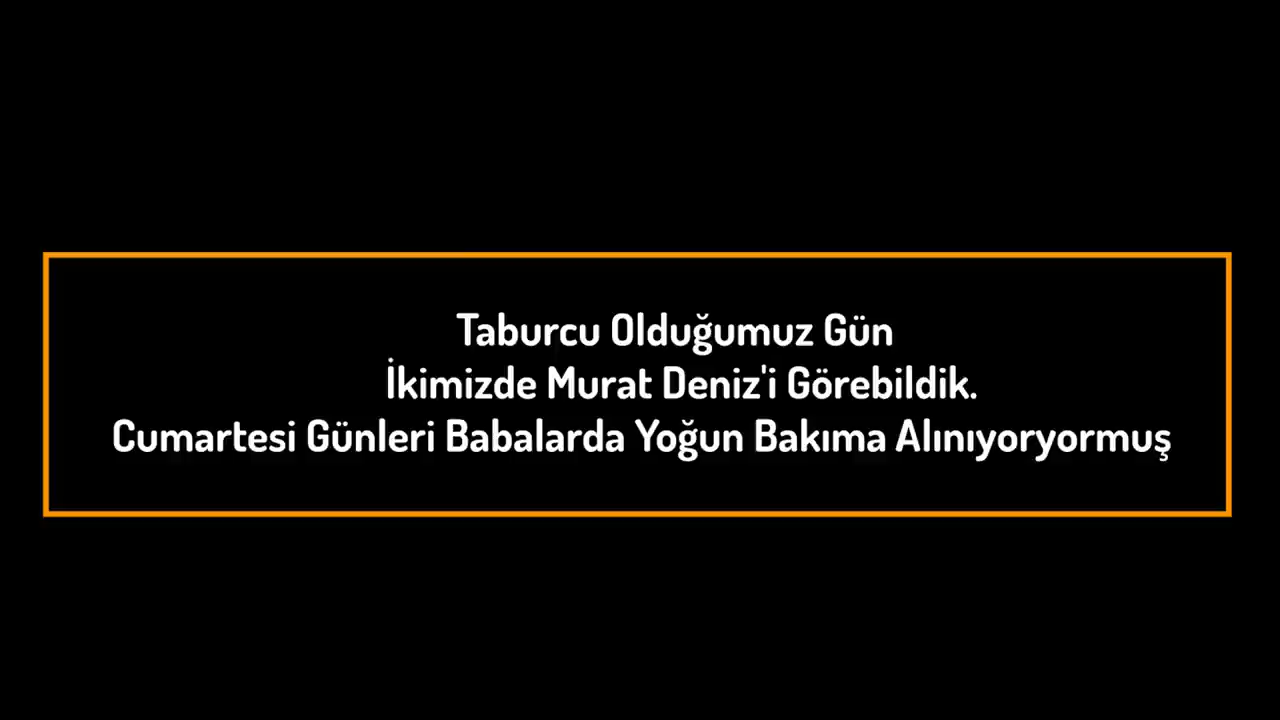 Taburcu Olduğumuz Gün
İkimizde Murat Deniz'i Görebildik.
Cumartesi Günleri Babalarda Yoğun Bakıma Alınıyoryormuş